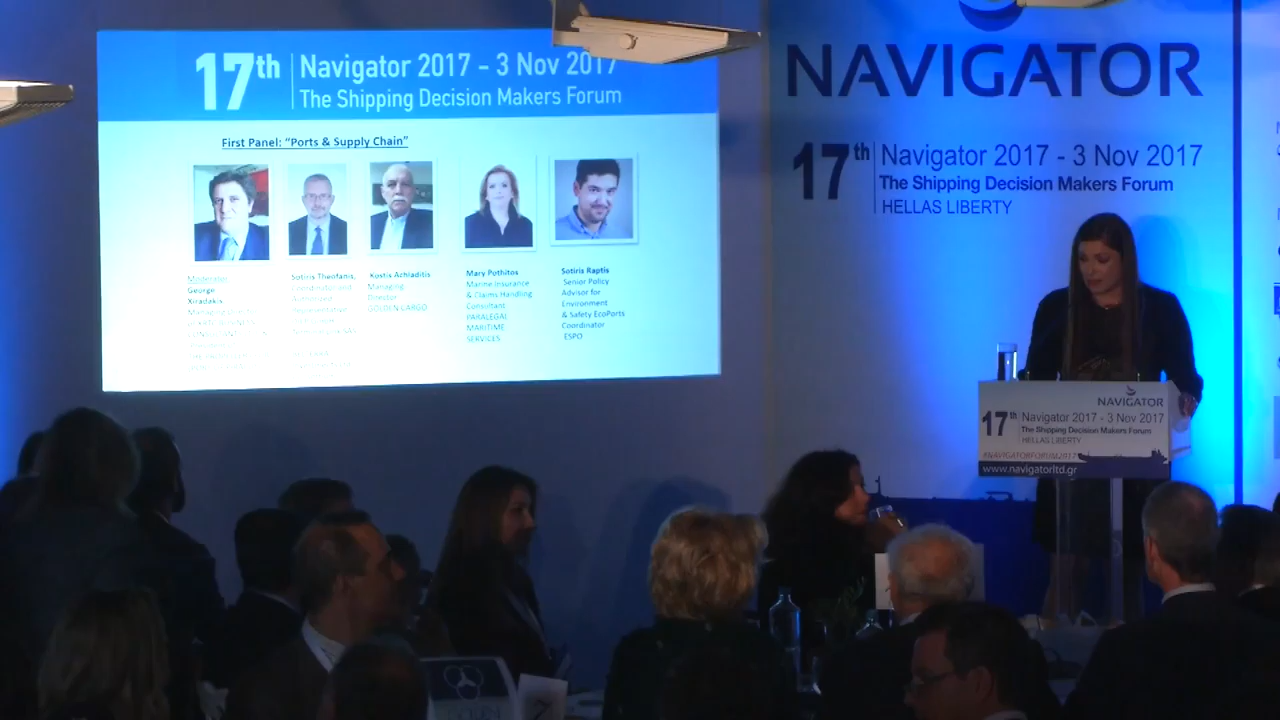 17th
Navigator 2017 - 3 Nov 2017
The Shipping Decision Makers Forum
First Panel: “Ports & Supply Chain”
Moderator
George
Xiradakis
Sotiris Theofanis,
Kostis Azhladitis
Managing
Director
GOLDEN CARGO
Mary Pothitos
Marine Insurance
& Claims Handling
Consultant
PARALEGAL
MARITIME
SERVICES
Sotiris Raptis
Senior Policy
Advisor for
Environment
& Safety EcoPorts
Coordinator
ESPO
NAVIGATOR
17th
Navigator 2017 - 3 Nov 2017
The Shipping Decision Makers Forum
HELLAS LIBERTY
NAVIGATOR
17th
Navigator 2017 - 3 Nov 2017
The Shipping Decision Makers Forum
HELLAS LIBERTY
#NAVIGATORFORUM2017
www.navigatorltd.gr